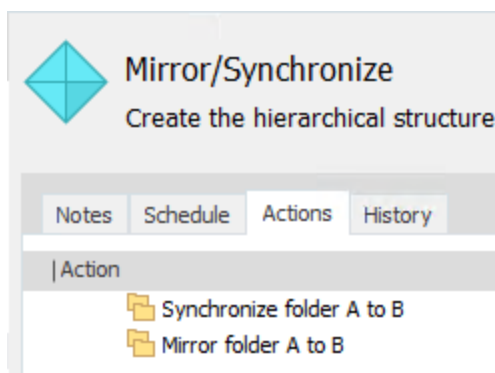 Mirror/Synchronize
Create the hierarchical structure
Notes Schedule Actions History
Action
Synchronize folder A to B
Mirror folder A to B